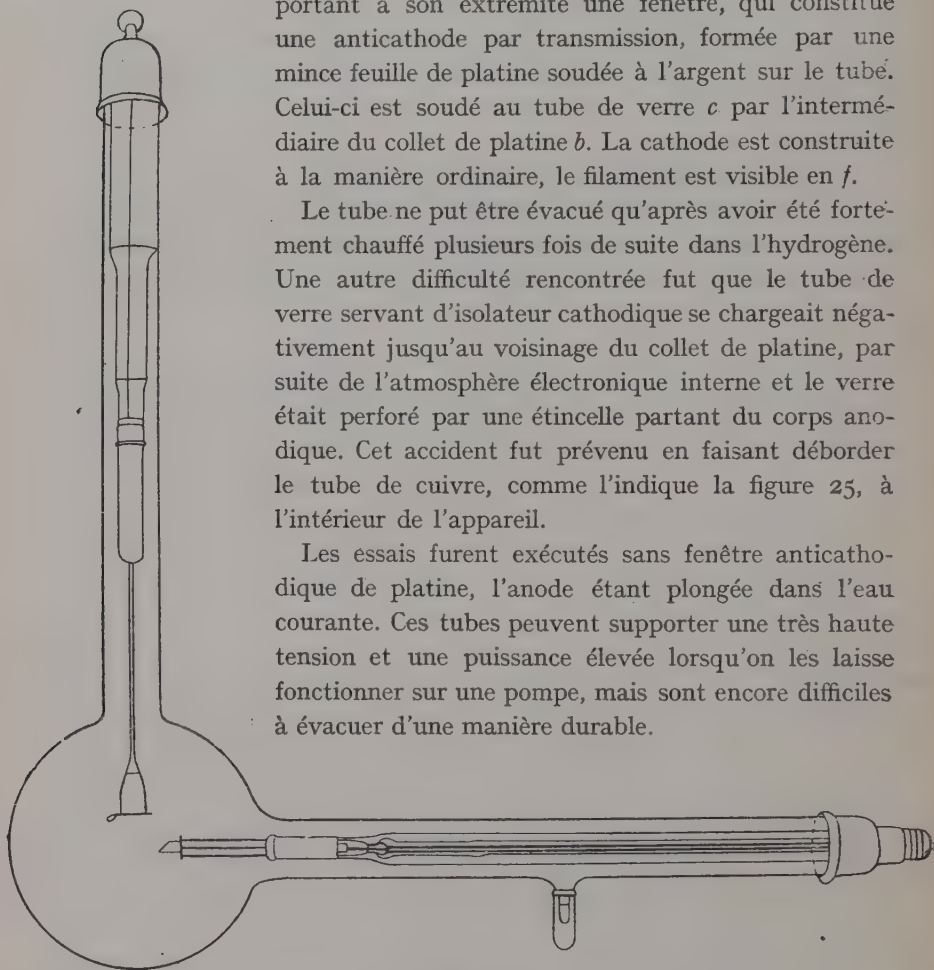 portant à son extrémité une fenêtre, qui constitue
une anticathode par transmission, formée par une
mince feuille de platine soudée à l'argent sur le tube.
Celui-ci est soudé au tube de verre c par l'intermé-
diaire du collet de platine b. La cathode est construite
à la manière ordinaire, le filament est visible en f.
Le tube ne put être évacué qu'après avoir été forte-
ment chauffé plusieurs fois de suite dans l'hydrogène.
Une autre difficulté rencontrée fut que le tube de
verre servant d'isolateur cathodique se chargeait néga-
tivement jusqu'au voisinage du collet de platine, par
suite de l'atmosphère électronique interne et le verre
était perforé par une étincelle partant du corps ano-
dique. Cet accident fut prévenu en faisant déborder
le tube de cuivre, comme l'indique la figure 25, à
l'intérieur de l'appareil.
Les essais furent exécutés sans fenêtre anticatho-
dique de platine, l'anode étant plongée dans l'eau
courante. Ces tubes peuvent supporter une très haute
tension et une puissance élevée lorsqu'on les laisse
fonctionner sur une pompe, mais sont encore difficiles
à évacuer d'une manière durable.